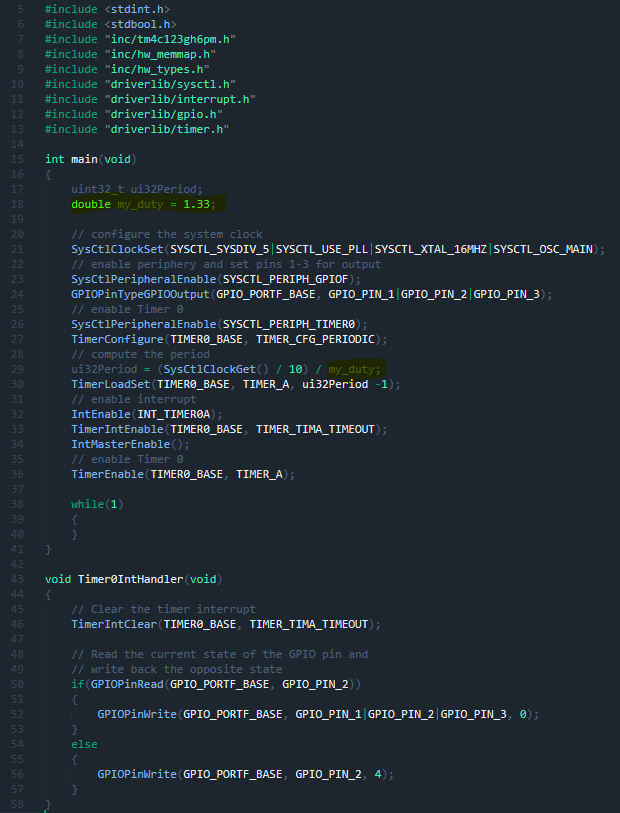 5 #include <stdint.h>
6 #include <stdbool.h>
7 #include "inc/tm4c123gh6pm.h"
8 #include "inc/hw_memmap.h"
9 #include "inc/hw_types.h"
10 #include "driverlib/sysctl.h"
11 #include "driverlib/interrupt.h"
12 #include "driverlib/gpio.h"
13 #include "driverlib/timer.h"
14
15 int main(void)
16 {
17 uint32_t ui32Period;
18 double my_duty = 1.33;
19
20 // configure the system clock
21 SysCtlClockSet(SYSCTL_SYSDIV_5|SYSCTL_USE_PLL|SYSCTL_XTAL_16MHZ|SYSCTL_OSC_MAIN);
22 // enable periphery and set pins 1-3 for output
23 SysCtlPeripheralEnable(SYSCTL_PERIPH_GPIOF);
24 GPIOPinTypeGPIOOutput(GPIO_PORTF_BASE, GPIO_PIN_1|GPIO_PIN_2|GPIO_PIN_3);
25 // enable Timer 0
26 SysCtlPeripheralEnable(SYSCTL_PERIPH_TIMER0);
27 TimerConfigure(TIMER0_BASE, TIMER_CFG_PERIODIC);
28 // compute the period
29 ui32Period = (SysCtlClockGet() / 10) / my_duty;
30 TimerLoadSet(TIMER0_BASE, TIMER_A, ui32Period -1);
31 // enable interrupt
32 IntEnable(INT_TIMER0A);
33 TimerIntEnable(TIMER0_BASE, TIMER_TIMA_TIMEOUT);
34 IntMasterEnable();
35 // enable Timer 0
36 TimerEnable(TIMER0_BASE, TIMER_A);
37
38 while(1)
39 {
40 }
41 }
42
43 void Timer0IntHandler(void)
44 {
45 // Clear the timer interrupt
46 TimerIntClear(TIMER0_BASE, TIMER_TIMA_TIMEOUT);
47
48 // Read the current state of the GPIO pin and
49 // write back the opposite state
50 if(GPIOPinRead(GPIO_PORTF_BASE, GPIO_PIN_2))
51 {
52 GPIOPinWrite(GPIO_PORTF_BASE, GPIO_PIN_1|GPIO_PIN_2|GPIO_PIN_3, 0);
53 }
54 else
55 {
56 GPIOPinWrite(GPIO_PORTF_BASE, GPIO_PIN_2, 4);
57 }
58 }